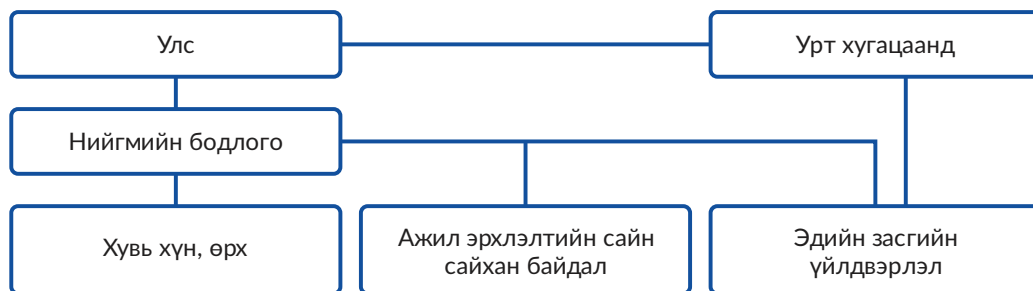 Улс
Урт хугацаанд
Нийгмийн бодлого
Хувь хүн, өрх
Ажил эрхлэлтийн сайн
сайхан байдал
Эдийн засгийн
үйлдвэрлэл